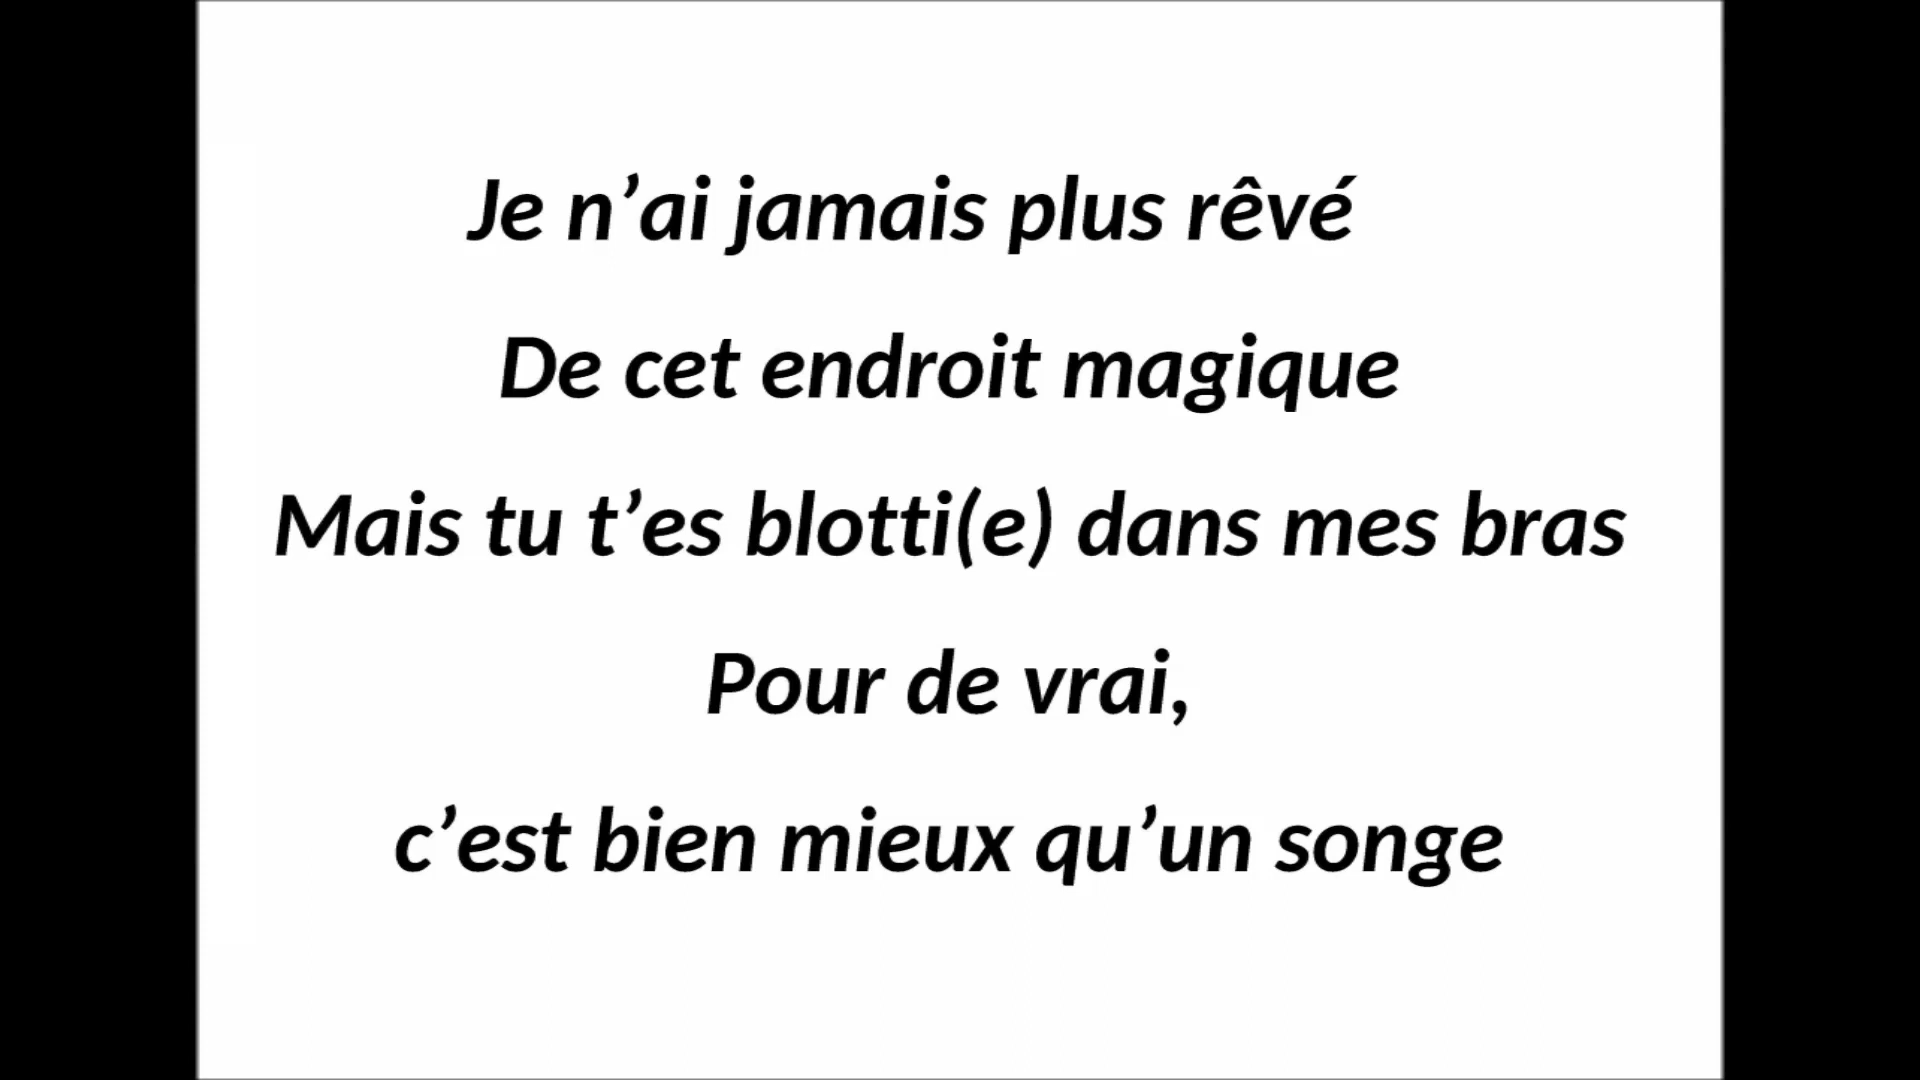 Je n’ai jamais plus rêvé
De cet endroit magique
Mais tu t’es blotti(e) dans mes bras
Pour de vrai,
c’est bien mieux qu’un songe